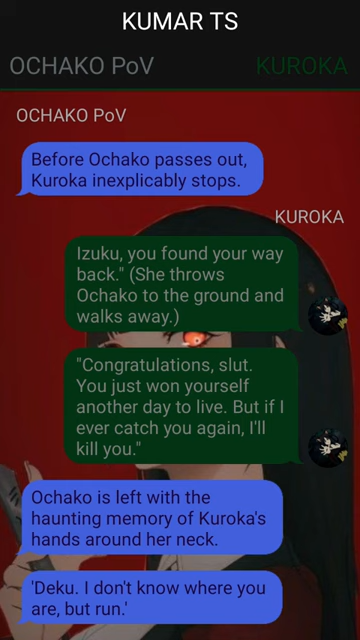 KUMAR TS
OCHAKO PoV
KUROKA
OCHAKO PoV
Before Ochako passes out,
Kuroka inexplicably stops.
KUROKA
Izuku, you found your way
back." (She throws
Ochako to the ground and
walks away.)
"Congratulations, slut.
You just won yourself
another day to live. But if I
ever catch you again, I'll
kill you."
Ochako is left with the
haunting memory of Kuroka's
hands around her neck.
'Deku. I don't know where you
are, but run.'